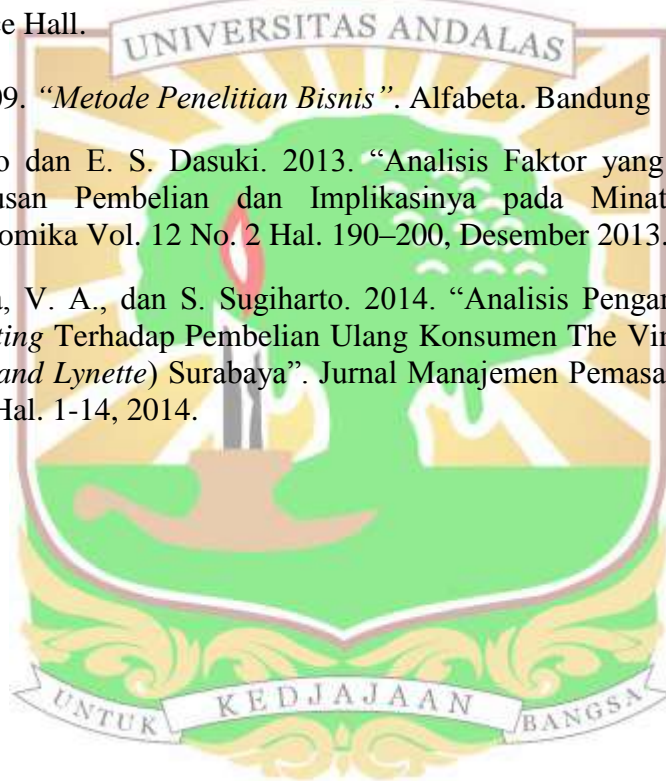 e Hall.
UNIVERSITAS ANDALAS
09. “Metode Penelitian Bisnis”. Alfabeta. Bandung
o dan E. S. Dasuki. 2013. “Analisis Faktor yang
usan Pembelian dan Implikasinya pada Minat
omika Vol. 12 No. 2 Hal. 190–200, Desember 2013.
a, V. A., dan S. Sugiharto. 2014. “Analisis Pengar
ting Terhadap Pembelian Ulang Konsumen The Vin
and Lynette) Surabaya”. Jurnal Manajemen Pemasa
Hal. 1-14, 2014.
UNTUK KEDJAJAAN BANGSA